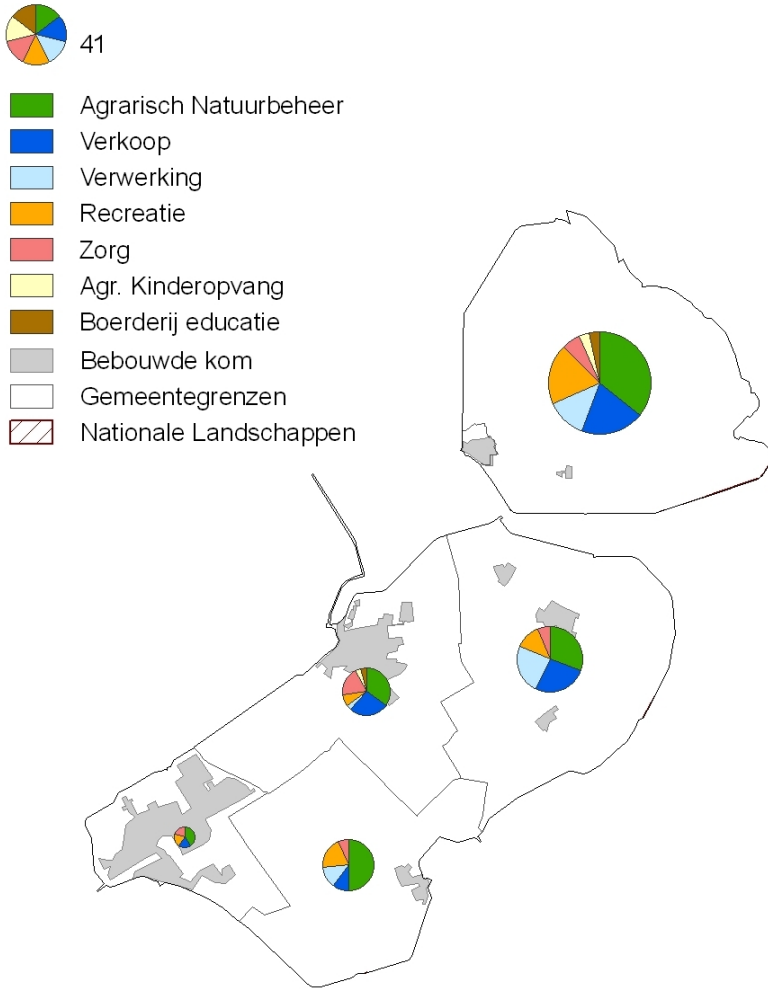 41
Agrarisch Natuurbeheer
Verkoop
Verwerking
Recreatie
Zorg
Agr. Kinderopvang
Boerderij educatie
Bebouwde kom
Gemeentegrenzen
Nationale Landschappen